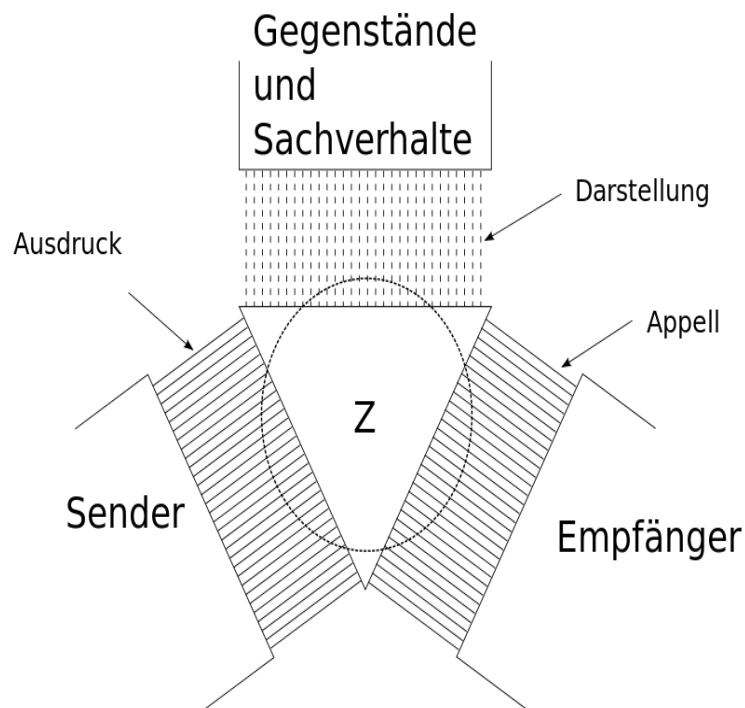 Gegenstände
und
Sachverhalte
Darstellung
Ausdruck
Appell
Z
Sender
Empfänger